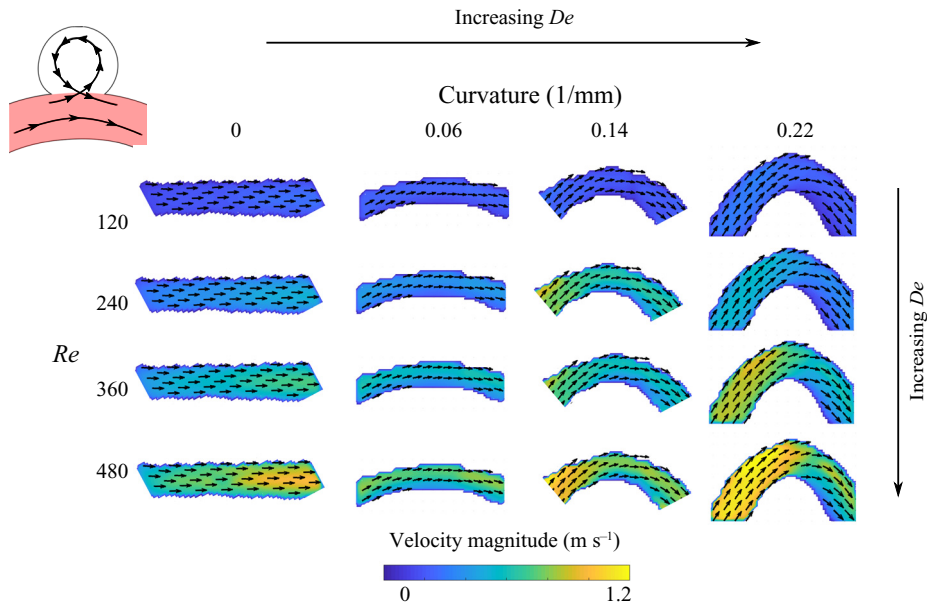 Increasing De
Curvature (1/mm)
0 0.06 0.14 0.22
120
240
Re
360
480
Increasing De
Velocity magnitude (m s⁻¹)
0 1.2